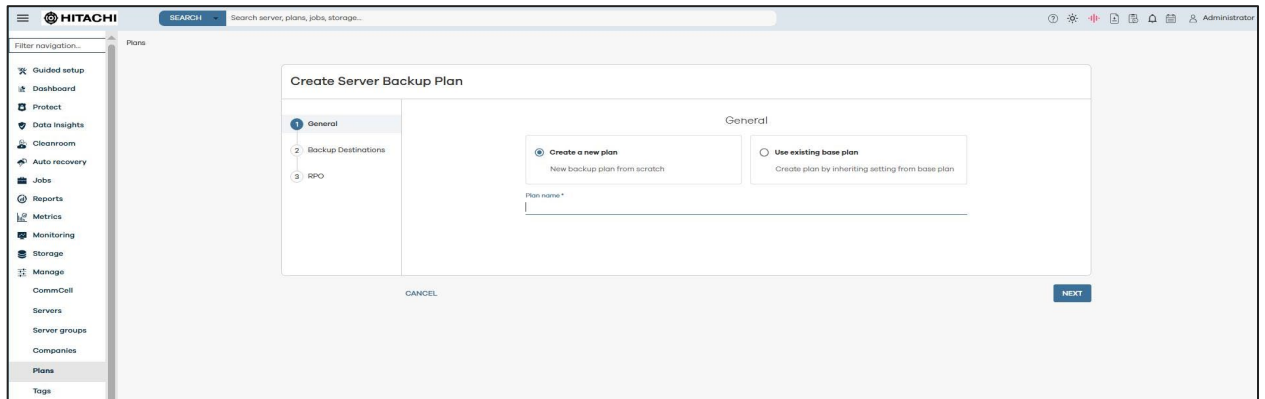 HITACHI
SEARCH
Search server, plans, jobs, storage...
Administrator
Filter navigation...
Plans
Guided setup
Dashboard
Protect
Data Insights
Cleanroom
Auto recovery
Jobs
Reports
Metrics
Monitoring
Storage
Manage
CommCell
Servers
Server groups
Companies
Plans
Tags
Create Server Backup Plan
1 General
2 Backup Destinations
3 RPO
General
Create a new plan
New backup plan from scratch
Use existing base plan
Create plan by inheriting setting from base plan
Plan name *
CANCEL
NEXT